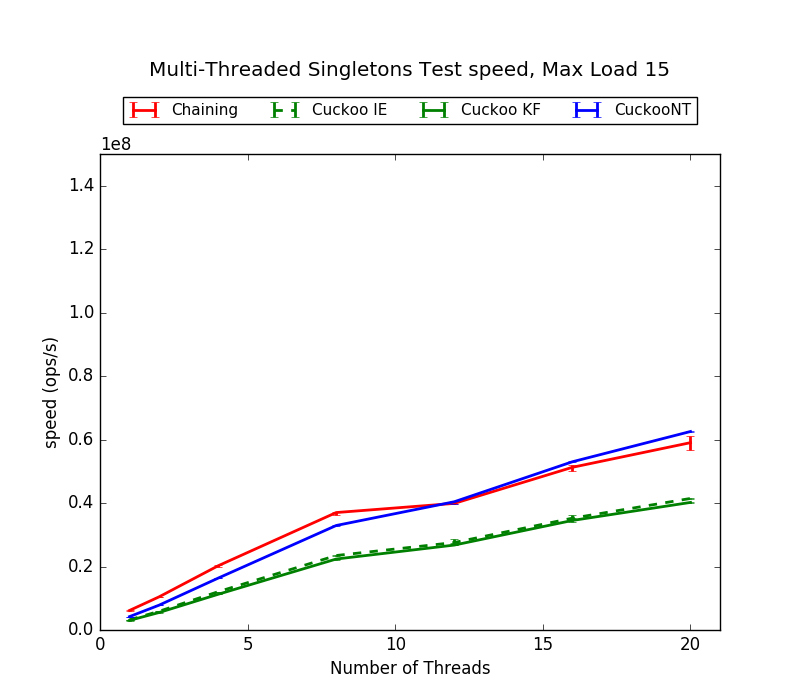 Multi-Threaded Singletons Test speed, Max Load 15
Chaining Cuckoo IE Cuckoo KF CuckooNT
1e8
1.4
1.2
1.0
0.8
0.6
0.4
0.2
0.0
speed (ops/s)
0 5 10 15 20
Number of Threads